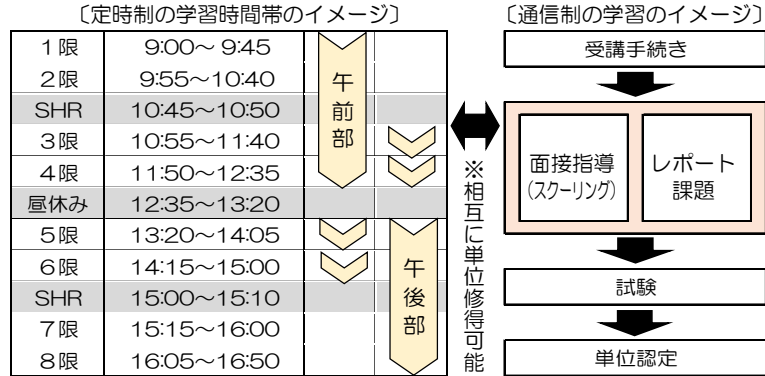 〔定時制の学習時間帯のイメージ〕
１限 9:00～ 9:45
２限 9:55～10:40
SHR 10:45～10:50
３限 10:55～11:40
４限 11:50～12:35
昼休み 12:35～13:20
５限 13:20～14:05
６限 14:15～15:00
SHR 15:00～15:10
７限 15:15～16:00
８限 16:05～16:50
午前部
午後部
※相互に単位修得可能
〔通信制の学習のイメージ〕
受講手続き
面接指導
(スクーリング)
レポート
課題
試験
単位認定